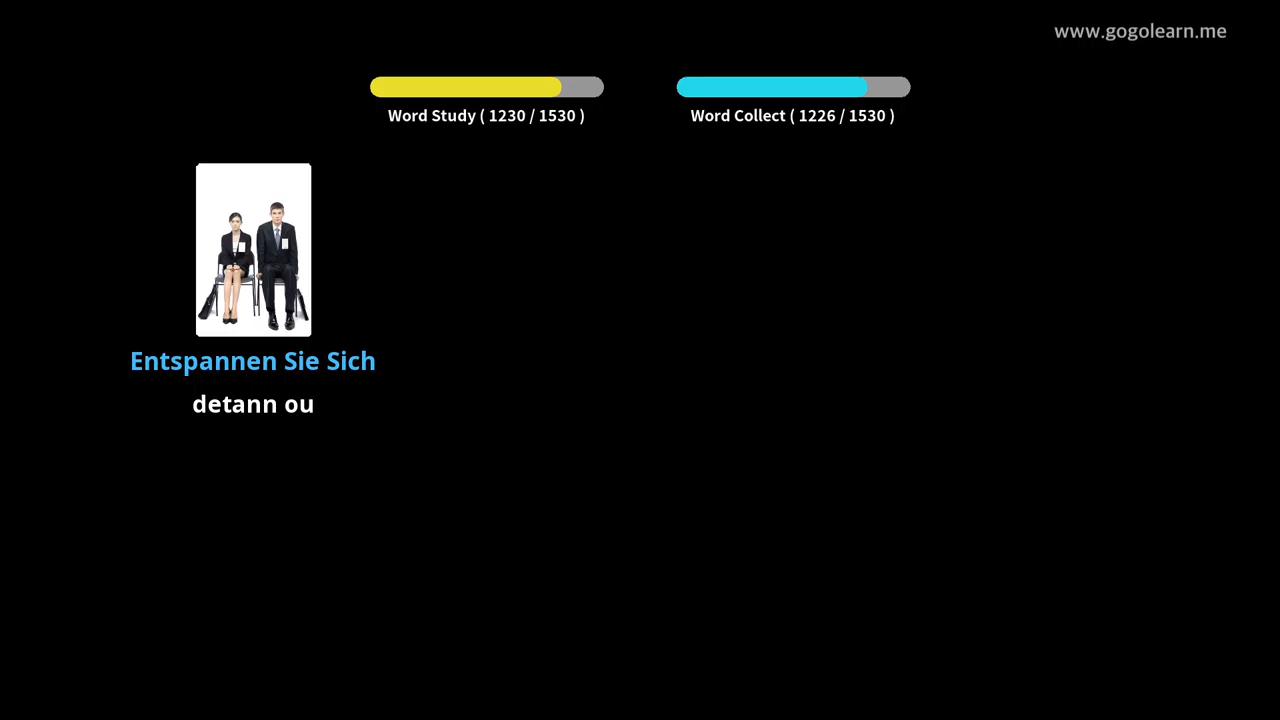 www.gogolearn.me
Word Study ( 1230 / 1530 )
Word Collect ( 1226 / 1530 )
Entspannen Sie Sich
detann ou